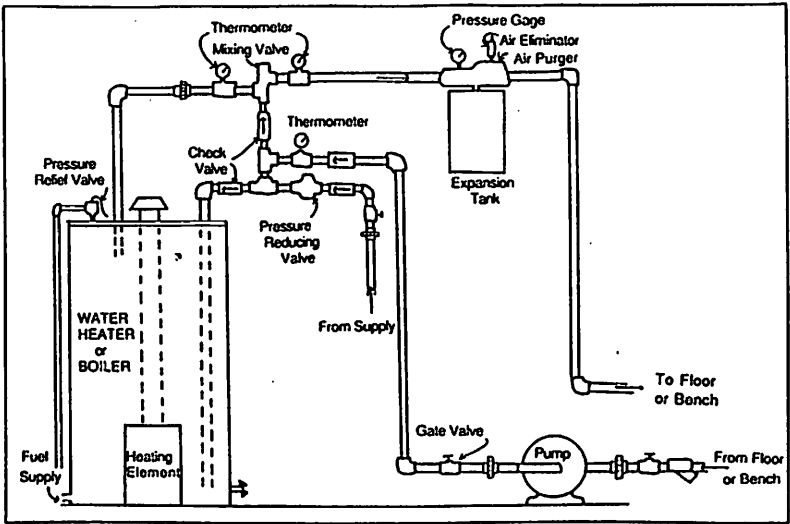 Pressure Gage
Air Eliminator
Air Purger
Thermometer
Mixing Valve
Thermometer
Check
Valve
Pressure
Relief Valve
Expansion
Tank
Pressure
Reducing
Valve
From Supply
WATER
HEATER
or
BOILER
To Floor
or Bench
Gate Valve
Pump
From Floor
or Bench
Fuel
Supply
Heating
Element